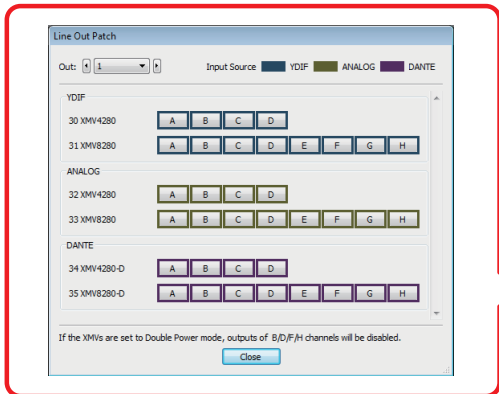 Line Out Patch
Out: 1 Input Source YDIF ANALOG DANTE
YDIF
30 XMV4280 A B C D
31 XMV8280 A B C D E F G H
ANALOG
32 XMV4280 A B C D
33 XMV8280 A B C D E F G H
DANTE
34 XMV4280-D A B C D
35 XMV8280-D A B C D E F G H
If the XMVs are set to Double Power mode, outputs of B/D/F/H channels will be disabled.
Close